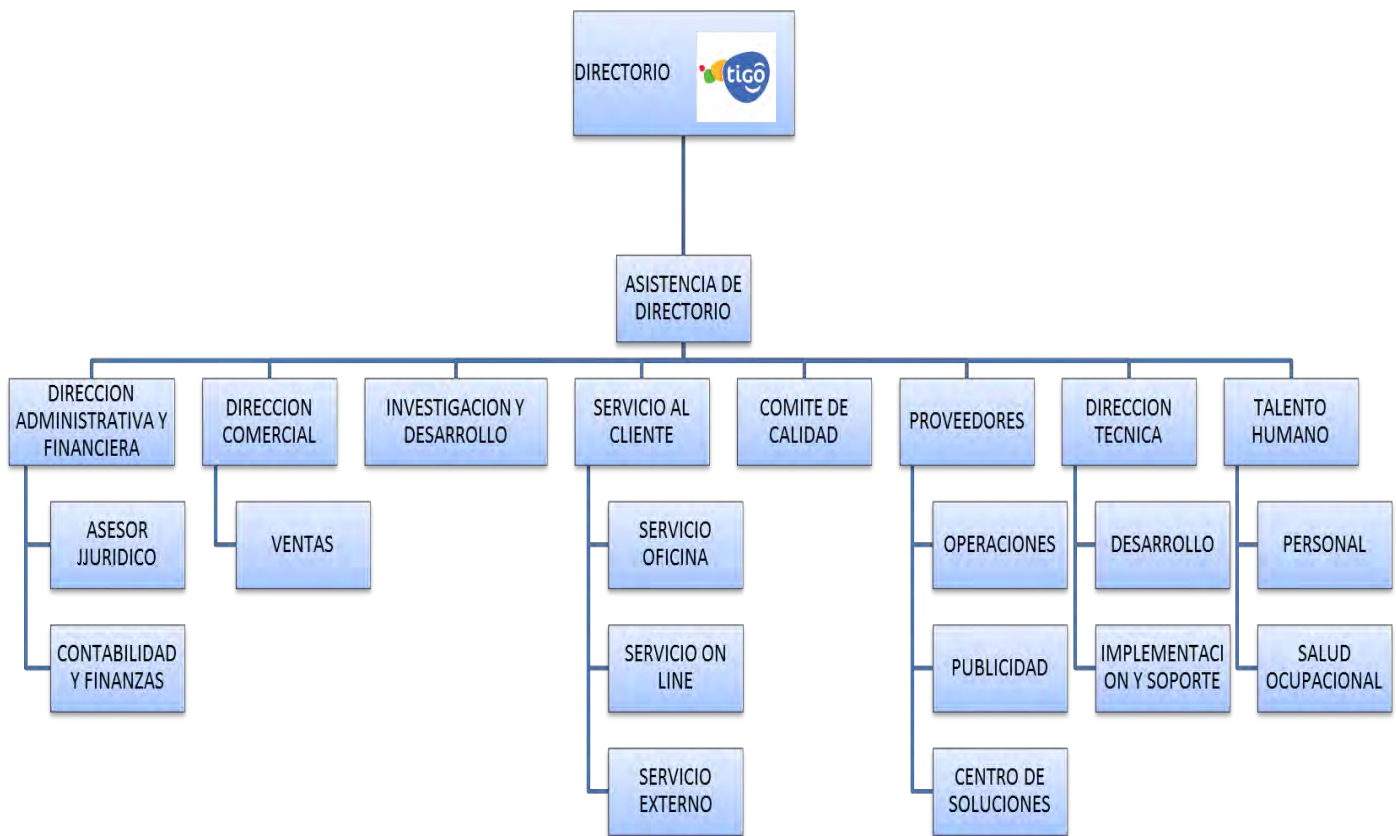 DIRECTORIO
tiGO
ASISTENCIA DE
DIRECTORIO
DIRECCION
ADMINISTRATIVA Y
FINANCIERA
DIRECCION
COMERCIAL
INVESTIGACION Y
DESARROLLO
SERVICIO AL
CLIENTE
COMITE DE
CALIDAD
PROVEEDORES
DIRECCION
TECNICA
TALENTO
HUMANO
ASESOR
JJURIDICO
CONTABILIDAD
Y FINANZAS
VENTAS
SERVICIO
OFICINA
SERVICIO ON
LINE
SERVICIO
EXTERNO
OPERACIONES
PUBLICIDAD
CENTRO DE
SOLUCIONES
DESARROLLO
IMPLEMENTACI
ON Y SOPORTE
PERSONAL
SALUD
OCUPACIONAL